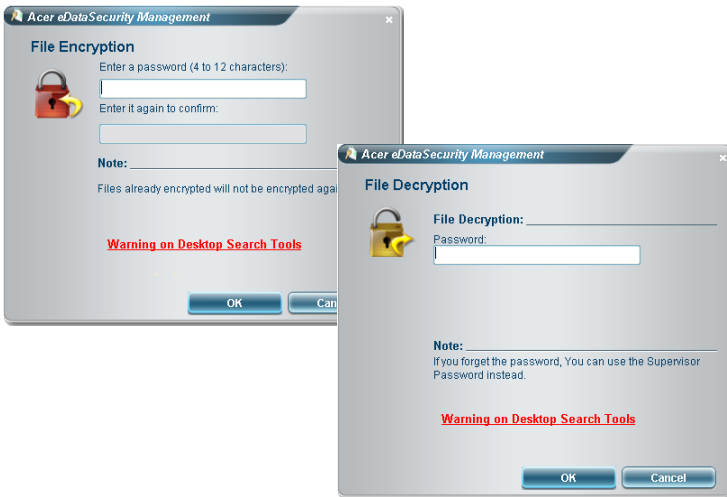 Acer eDataSecurity Management
File Encryption
Enter a password (4 to 12 characters):
Enter it again to confirm:
Note:
Files already encrypted will not be encrypted agai
Warning on Desktop Search Tools
OK
Can
Acer eDataSecurity Management
File Decryption
File Decryption:
Password:
Note:
If you forget the password, You can use the Supervisor
Password instead.
Warning on Desktop Search Tools
OK
Cancel